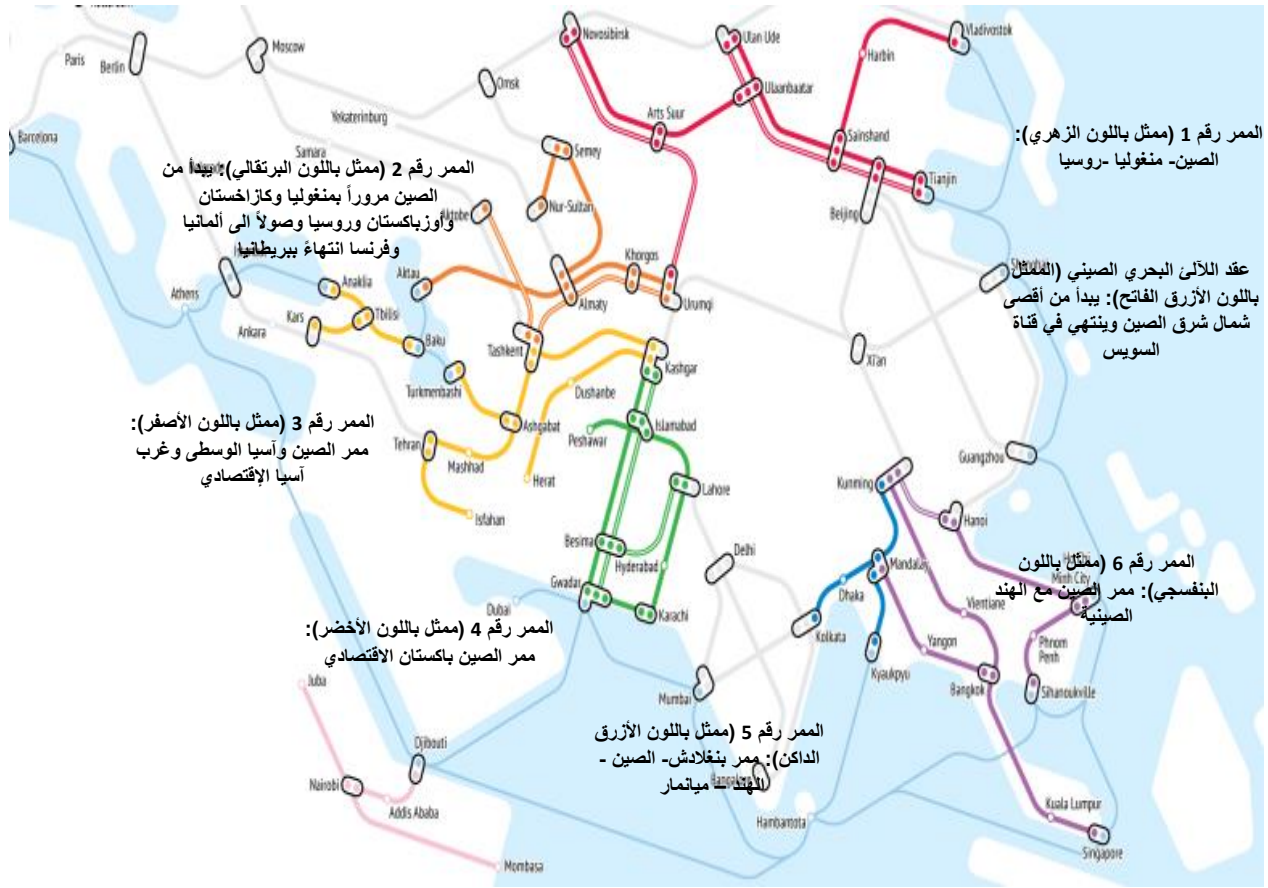 Novosibirsk
Ulan Ude
Vladivostok
Moscow
Harbin
Paris
Berlin
Omsk
Ulaanbaatar
Arts Suur
Yekaterinburg
Barcelona
Sainshand
Samara
Semey
Tianjin
Beijing
الممر رقم 1 (ممثل باللون الزهري):
الصين- منغوليا -روسيا
الممر رقم 2 (ممثل باللون البرتقالي): يبدأ من
الصين مروراً بمنغوليا وكازاخستان
وأوزباكستان وروسيا وصولاً الى ألمانيا
وفرنسا انتهاءً ببريطانيا
Nur-Sultan
Aktobe
Khorgos
Aktau
Almaty
Urumqi
Anaklia
Athens
Kars
Tbilisi
Ankara
Baku
Tashkent
Turkmenbashi
Dushanbe
Kashgar
Xi'an
Shanghai
عقد اللآلئ البحري الصيني (الممثل
باللون الأزرق الفاتح): يبدأ من أقصى
شمال شرق الصين وينتهي في قناة
السويس
الممر رقم 3 (ممثل باللون الأصفر):
ممر الصين وآسيا الوسطى وغرب
آسيا الإقتصادي
Ashgabat
Tehran
Mashhad
Herat
Isfahan
Peshawar
Islamabad
Lahore
Guangzhou
Kunming
Hanoi
Besima
Delhi
Hyderabad
Gwadar
Karachi
Dubai
Mandalay
Dhaka
Kolkata
Kyaukpyu
Vientiane
Yangon
Minh City
Phnom
Penh
Bangkok
Sihanoukville
الممر رقم 6 (ممثل باللون
البنفسجي): ممر الصين مع الهند
الصينية
الممر رقم 4 (ممثل باللون الأخضر):
ممر الصين باكستان الاقتصادي
Juba
Mumbai
Djibouti
Nairobi
Addis Ababa
Mombasa
الممر رقم 5 (ممثل باللون الأزرق
الداكن): ممر بنغلادش- الصين -
الهند – ميانمار
Bangalore
Hambantota
Kuala Lumpur
Singapore